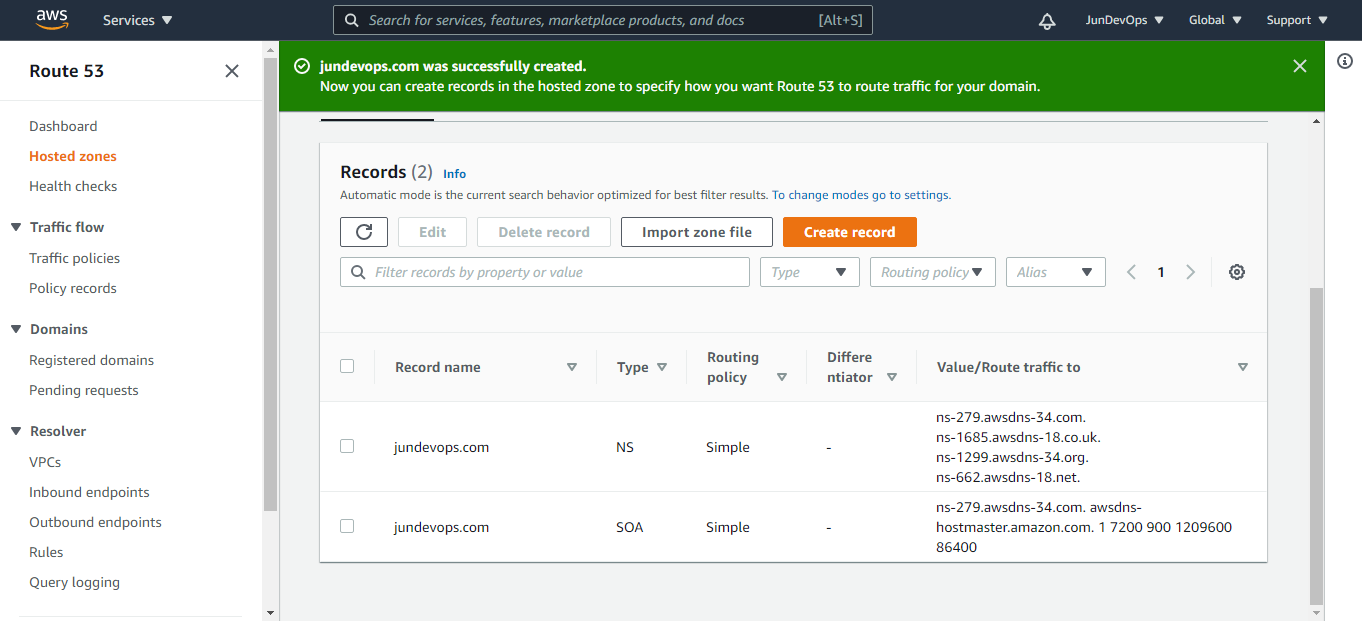 aws
Services
Search for services, features, marketplace products, and docs
[Alt+S]
JunDevOps
Global
Support
Route 53
Dashboard
Hosted zones
Health checks
Traffic flow
Traffic policies
Policy records
Domains
Registered domains
Pending requests
Resolver
VPCs
Inbound endpoints
Outbound endpoints
Rules
Query logging
jundevops.com was successfully created.
Now you can create records in the hosted zone to specify how you want Route 53 to route traffic for your domain.
Records (2) Info
Automatic mode is the current search behavior optimized for best filter results. To change modes go to settings.
Edit
Delete record
Import zone file
Create record
Filter records by property or value
Type
Routing policy
Alias
1
Record name
Type
Routing
policy
Differe
ntiator
Value/Route traffic to
jundevops.com
NS
Simple
-
ns-279.awsdns-34.com.
ns-1685.awsdns-18.co.uk.
ns-1299.awsdns-34.org.
ns-662.awsdns-18.net.
jundevops.com
SOA
Simple
-
ns-279.awsdns-34.com. awsdns-
hostmaster.amazon.com. 1 7200 900 1209600
86400